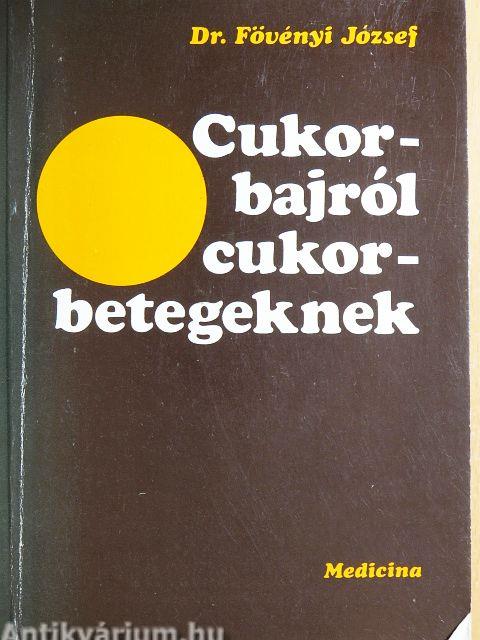 Dr. Fövényi József
Cukor-
bajról
cukor-
betegeknek
Medicina
Antikvárium.hu